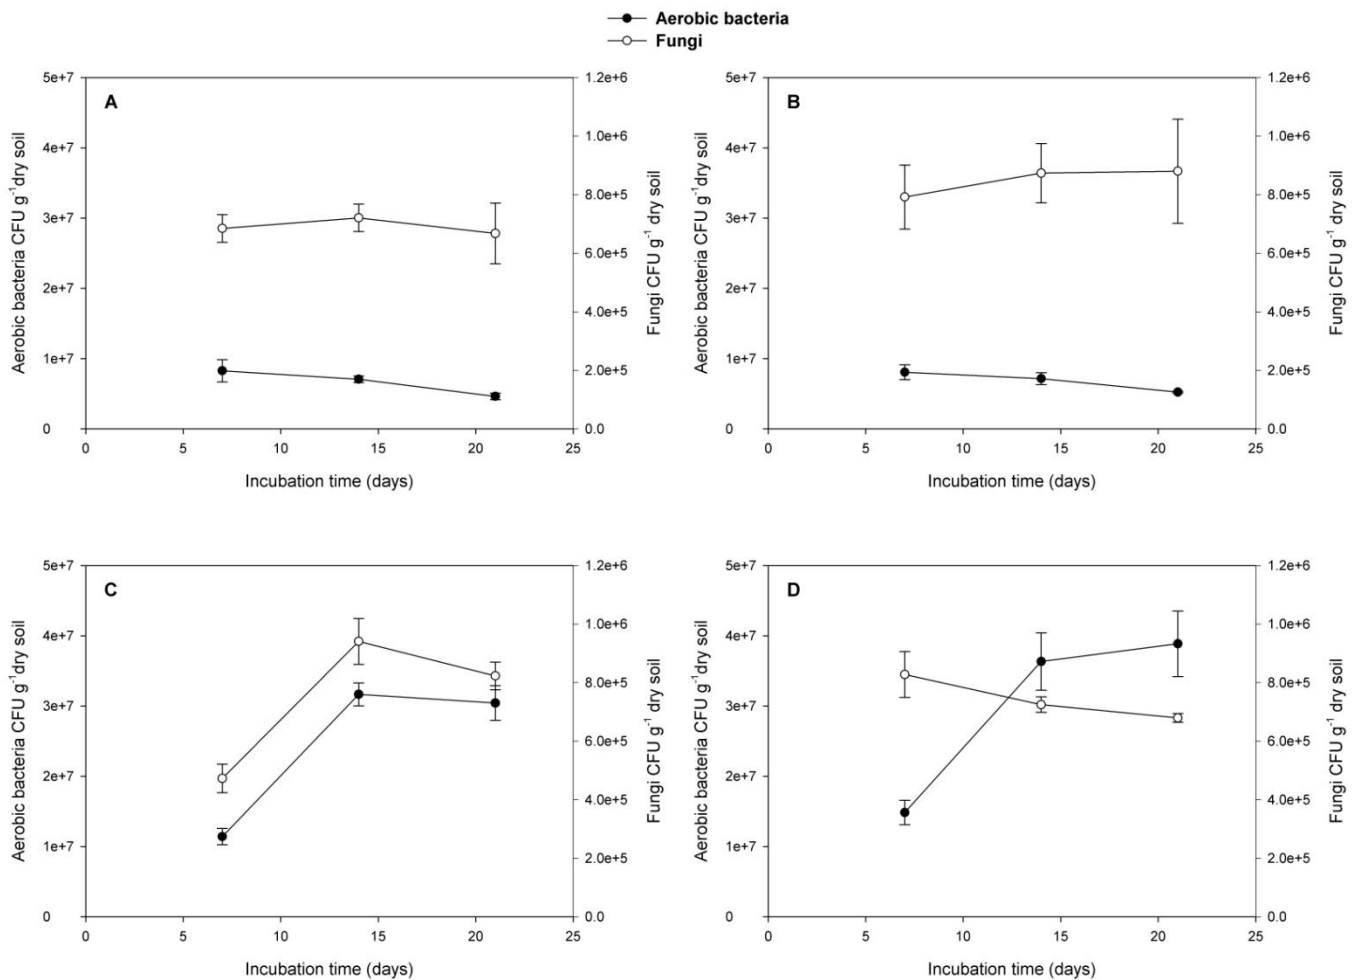 Aerobic bacteria
Fungi
A
5e+7
4e+7
3e+7
2e+7
1e+7
0
Aerobic bacteria CFU g⁻¹dry soil
1.2e+6
1.0e+6
8.0e+5
6.0e+5
4.0e+5
2.0e+5
0.0
Fungi CFU g⁻¹ dry soil
0 5 10 15 20 25
Incubation time (days)
B
5e+7
4e+7
3e+7
2e+7
1e+7
0
Aerobic bacteria CFU g⁻¹dry soil
1.2e+6
1.0e+6
8.0e+5
6.0e+5
4.0e+5
2.0e+5
0.0
Fungi CFU g⁻¹ dry soil
0 5 10 15 20 25
Incubation time (days)
C
5e+7
4e+7
3e+7
2e+7
1e+7
0
Aerobic bacteria CFU g⁻¹dry soil
1.2e+6
1.0e+6
8.0e+5
6.0e+5
4.0e+5
2.0e+5
0.0
Fungi CFU g⁻¹ dry soil
0 5 10 15 20 25
Incubation time (days)
D
5e+7
4e+7
3e+7
2e+7
1e+7
0
Aerobic bacteria CFU g⁻¹dry soil
1.2e+6
1.0e+6
8.0e+5
6.0e+5
4.0e+5
2.0e+5
0.0
Fungi CFU g⁻¹ dry soil
0 5 10 15 20 25
Incubation time (days)